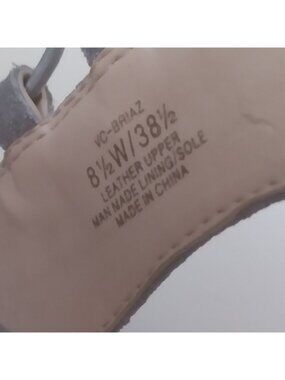 VC-BRIAZ
8½W/38½
LEATHER UPPER
MAN MADE LINING/SOLE
MADE IN CHINA